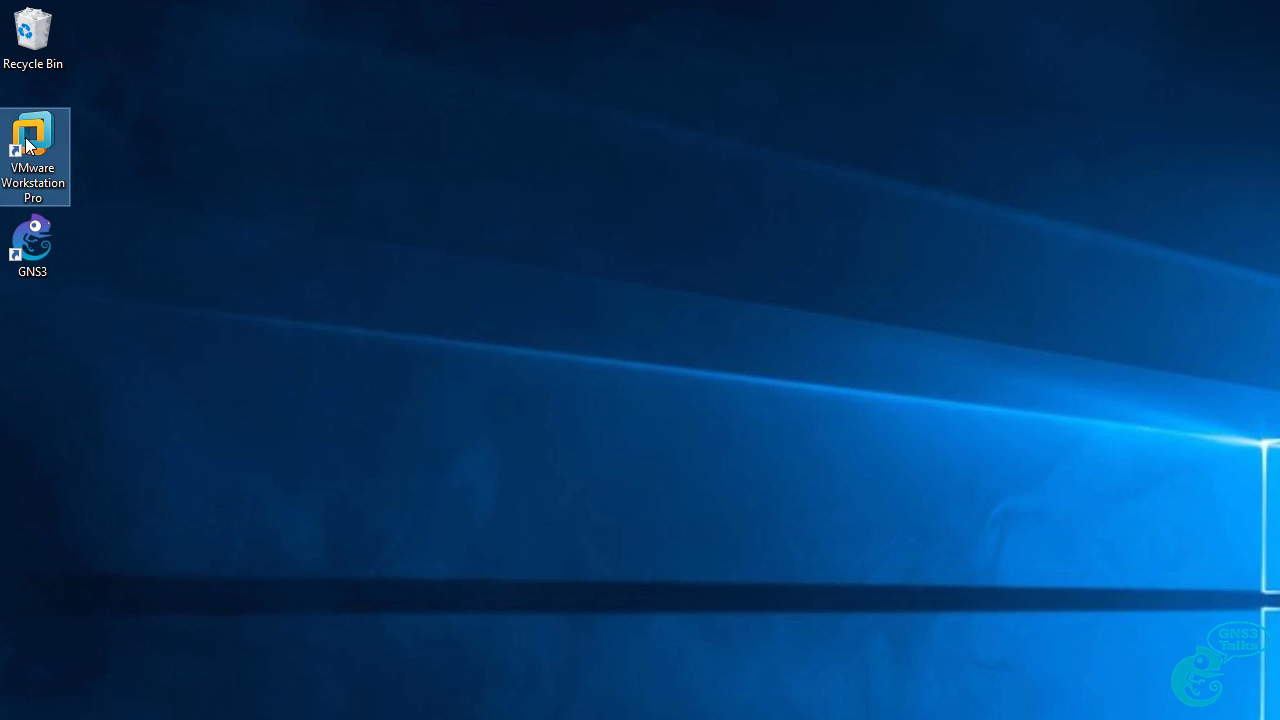 Recycle Bin
VMware
Workstation
Pro
GNS3
GNS3
Talks